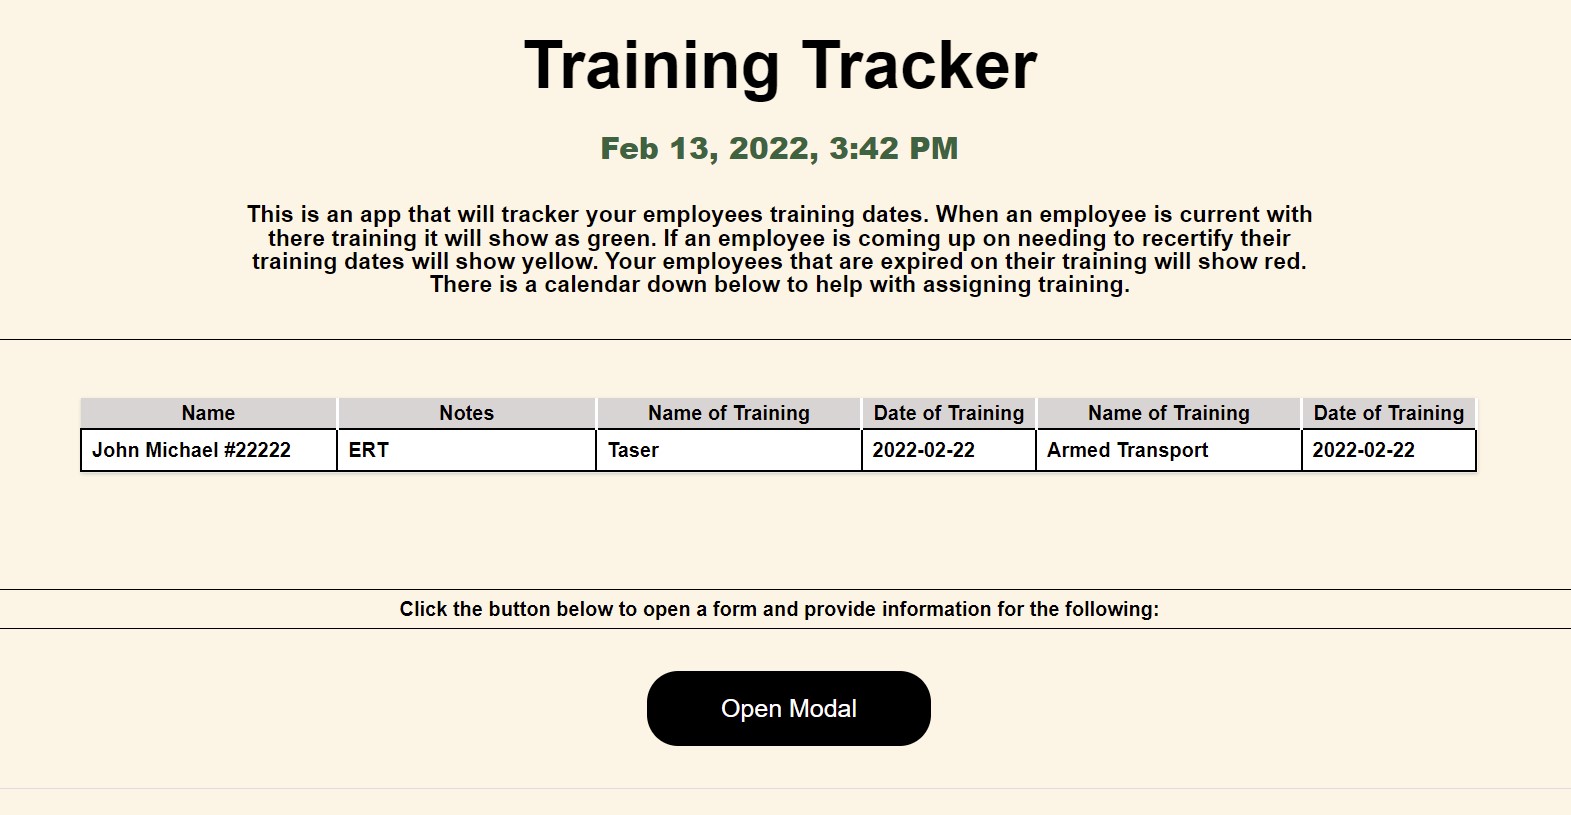 Training Tracker
Feb 13, 2022, 3:42 PM
This is an app that will tracker your employees training dates. When an employee is current with
there training it will show as green. If an employee is coming up on needing to recertify their
training dates will show yellow. Your employees that are expired on their training will show red.
There is a calendar down below to help with assigning training.
Name Notes Name of Training Date of Training Name of Training Date of Training
John Michael #22222 ERT Taser 2022-02-22 Armed Transport 2022-02-22
Click the button below to open a form and provide information for the following:
Open Modal